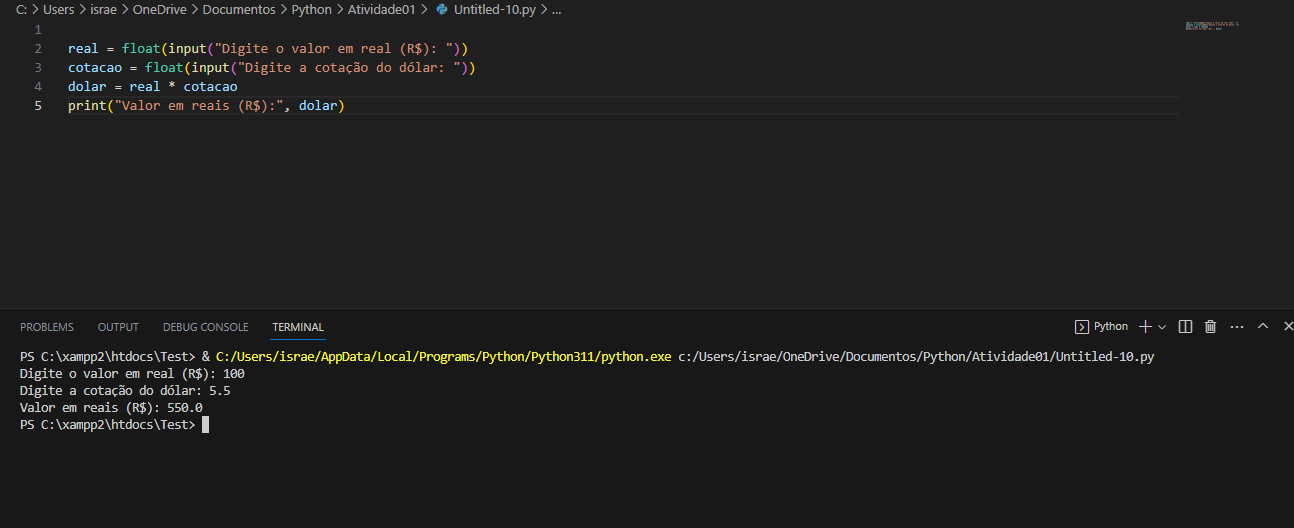 C: > Users > israe > OneDrive > Documentos > Python > Atividade01 > Untitled-10.py > ...
1
2 real = float(input("Digite o valor em real (R$): "))
3 cotacao = float(input("Digite a cotação do dólar: "))
4 dolar = real * cotacao
5 print("Valor em reais (R$):", dolar)
PROBLEMS OUTPUT DEBUG CONSOLE TERMINAL Python
PS C:\xampp2\htdocs\Test> & C:/Users/israe/AppData/Local/Programs/Python/Python311/python.exe c:/Users/israe/OneDrive/Documentos/Python/Atividade01/Untitled-10.py
Digite o valor em real (R$): 100
Digite a cotação do dólar: 5.5
Valor em reais (R$): 550.0
PS C:\xampp2\htdocs\Test>